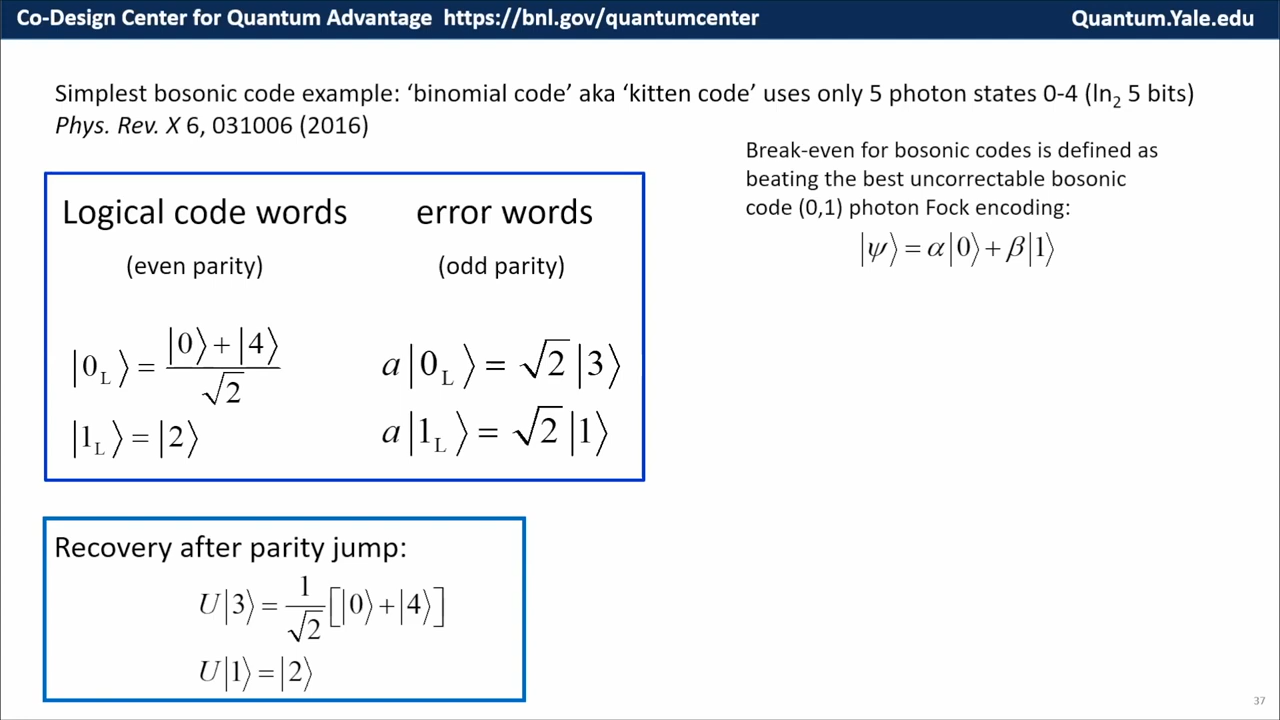 Co-Design Center for Quantum Advantage https://bnl.gov/quantumcenter
Quantum.Yale.edu
Simplest bosonic code example: ‘binomial code’ aka ‘kitten code’ uses only 5 photon states 0-4 (ln₂ 5 bits)
Phys. Rev. X 6, 031006 (2016)
Break-even for bosonic codes is defined as
beating the best uncorrectable bosonic
code (0,1) photon Fock encoding:
|ψ⟩ = α|0⟩ + β|1⟩
Logical code words
(even parity)
|0_L⟩ = (|0⟩ + |4⟩)/√2
|1_L⟩ = |2⟩
error words
(odd parity)
a|0_L⟩ = √2 |3⟩
a|1_L⟩ = √2 |1⟩
Recovery after parity jump:
U|3⟩ = 1/√2 [|0⟩ + |4⟩]
U|1⟩ = |2⟩
37